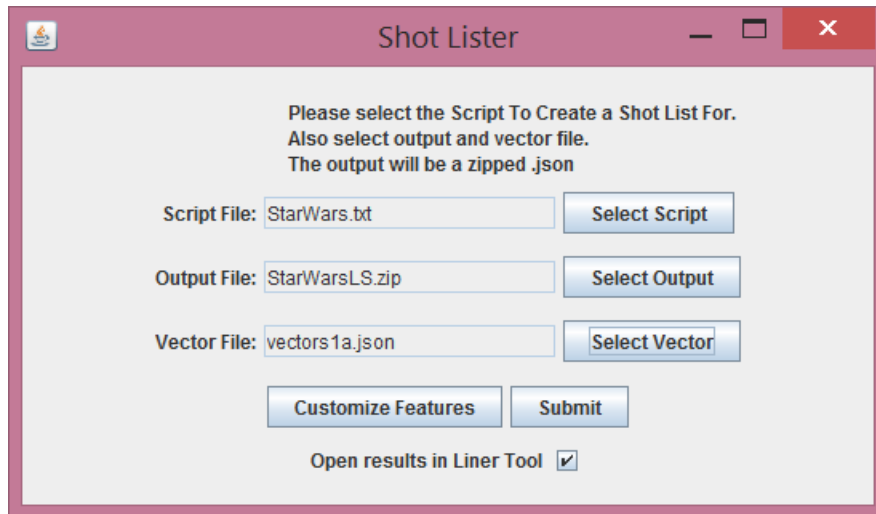 Shot Lister
Please select the Script To Create a Shot List For.
Also select output and vector file.
The output will be a zipped .json
Script File: StarWars.txt Select Script
Output File: StarWarsLS.zip Select Output
Vector File: vectors1a.json Select Vector
Customize Features Submit
Open results in Liner Tool